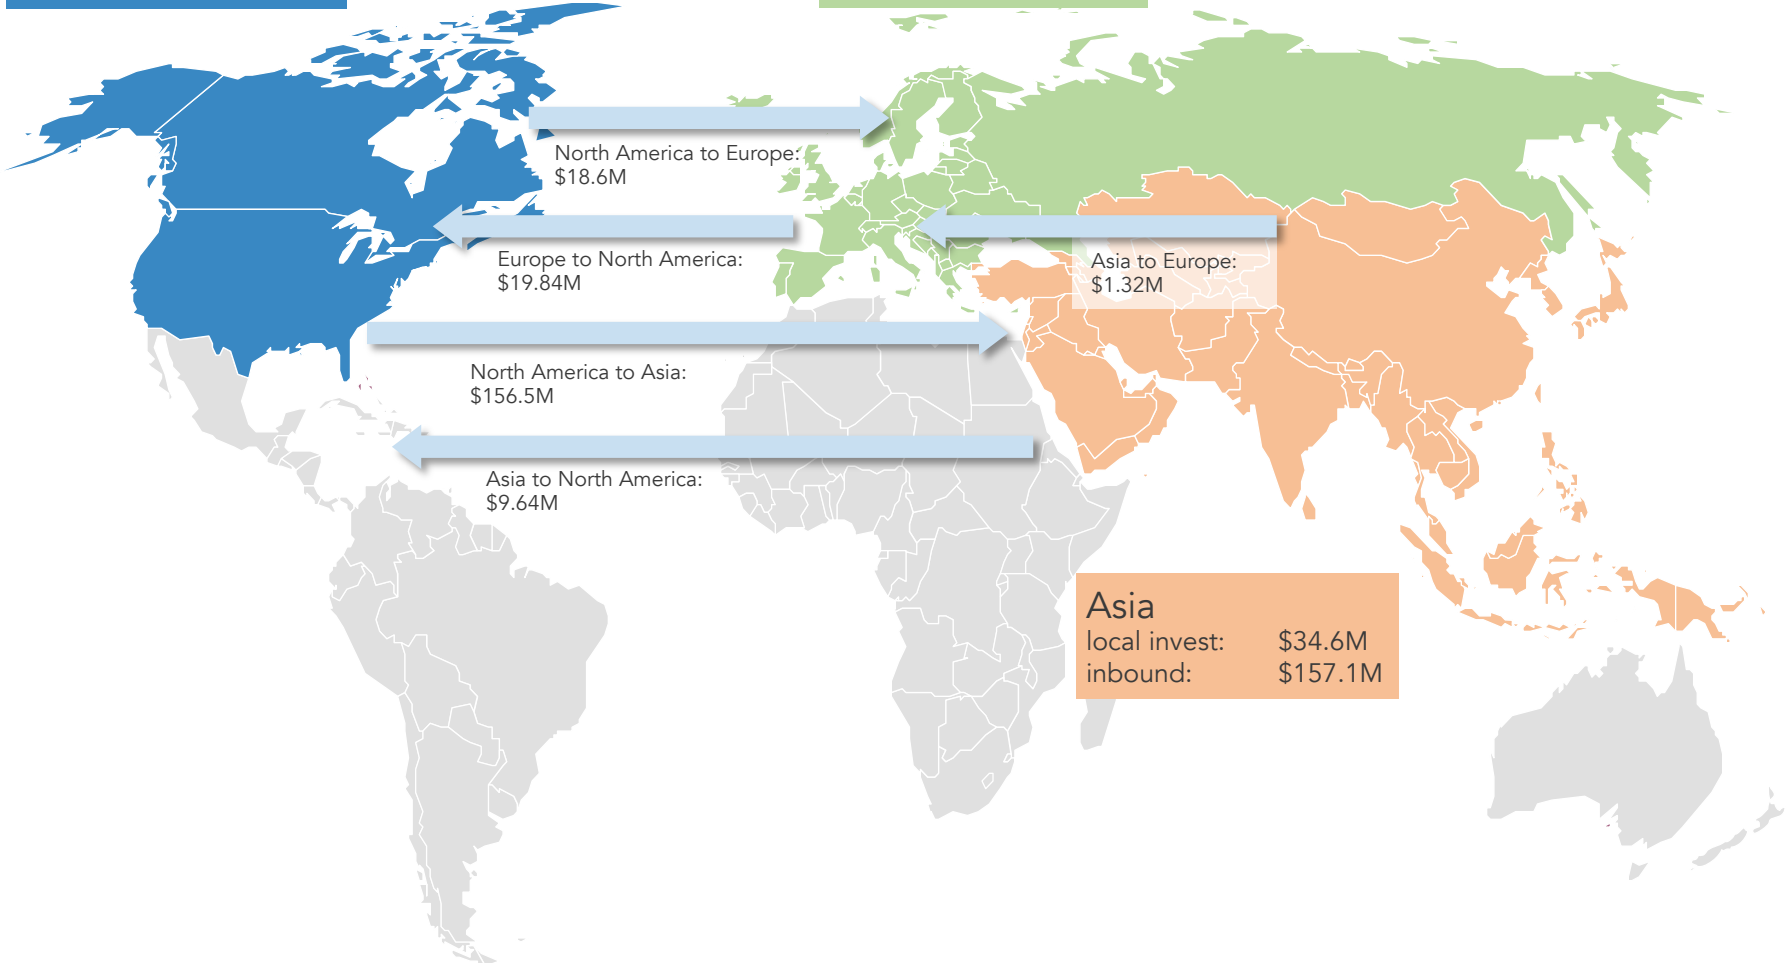 North America to Europe:
$18.6M
Europe to North America:
$19.84M
Asia to Europe:
$1.32M
North America to Asia:
$156.5M
Asia to North America:
$9.64M
Asia
local invest: $34.6M
inbound: $157.1M